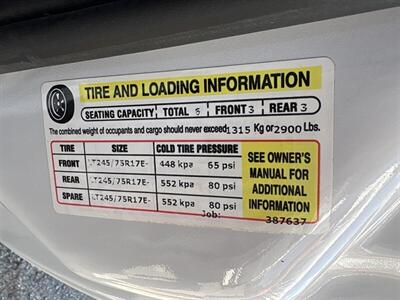 TIRE AND LOADING INFORMATION
SEATING CAPACITY TOTAL 6 FRONT 3 REAR 3
The combined weight of occupants and cargo should never exceed 1315 Kg or 2900 Lbs.
TIRE SIZE COLD TIRE PRESSURE
FRONT LT245/75R17E- 448 kpa 65 psi
REAR LT245/75R17E- 552 kpa 80 psi
SPARE LT245/75R17E- 552 kpa 80 psi
SEE OWNER'S
MANUAL FOR
ADDITIONAL
INFORMATION
Job: 387637